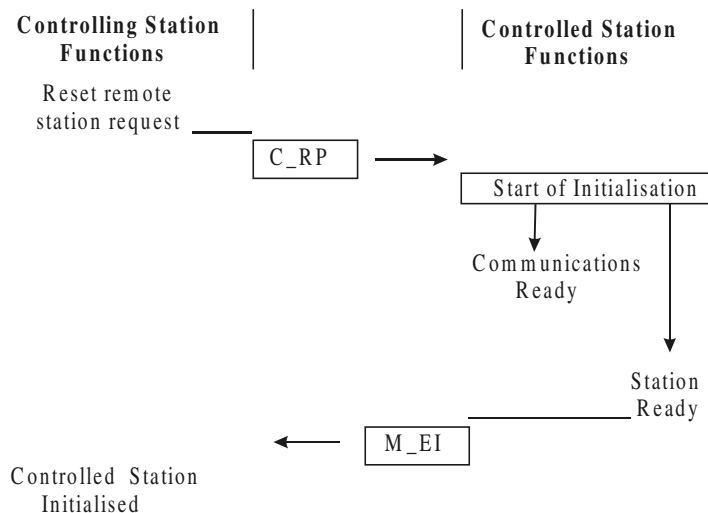 Controlling Station
Functions
Controlled Station
Functions
Reset remote
station request
C_RP
Start of Initialisation
Communications
Ready
Station
Ready
M_EI
Controlled Station
Initialised